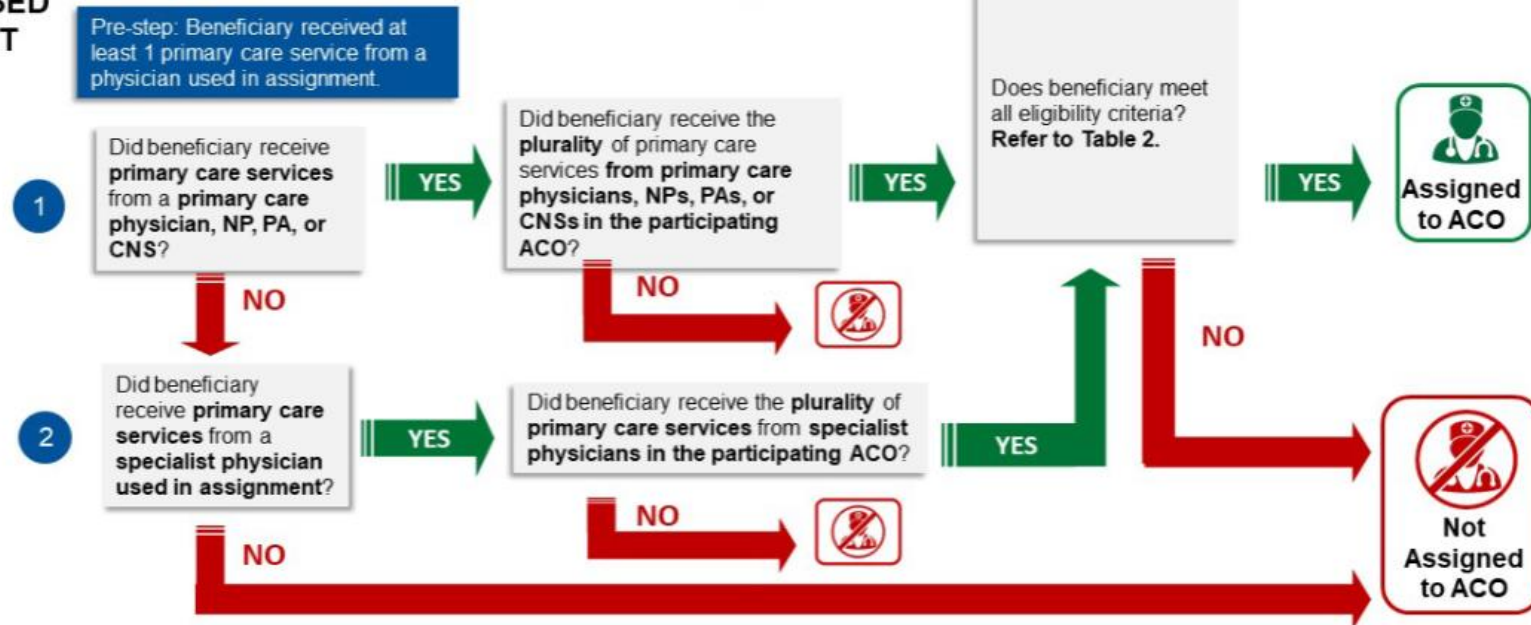 SED
T
Pre-step: Beneficiary received at
least 1 primary care service from a
physician used in assignment.
1
Did beneficiary receive
primary care services
from a primary care
physician, NP, PA, or
CNS?
YES
Did beneficiary receive the
plurality of primary care
services from primary care
physicians, NPs, PAs, or
CNSs in the participating
ACO?
YES
Does beneficiary meet
all eligibility criteria?
Refer to Table 2.
YES
Assigned
to ACO
NO
NO
NO
2
Did beneficiary
receive primary care
services from a
specialist physician
used in assignment?
YES
Did beneficiary receive the plurality of
primary care services from specialist
physicians in the participating ACO?
YES
NO
NO
Not
Assigned
to ACO